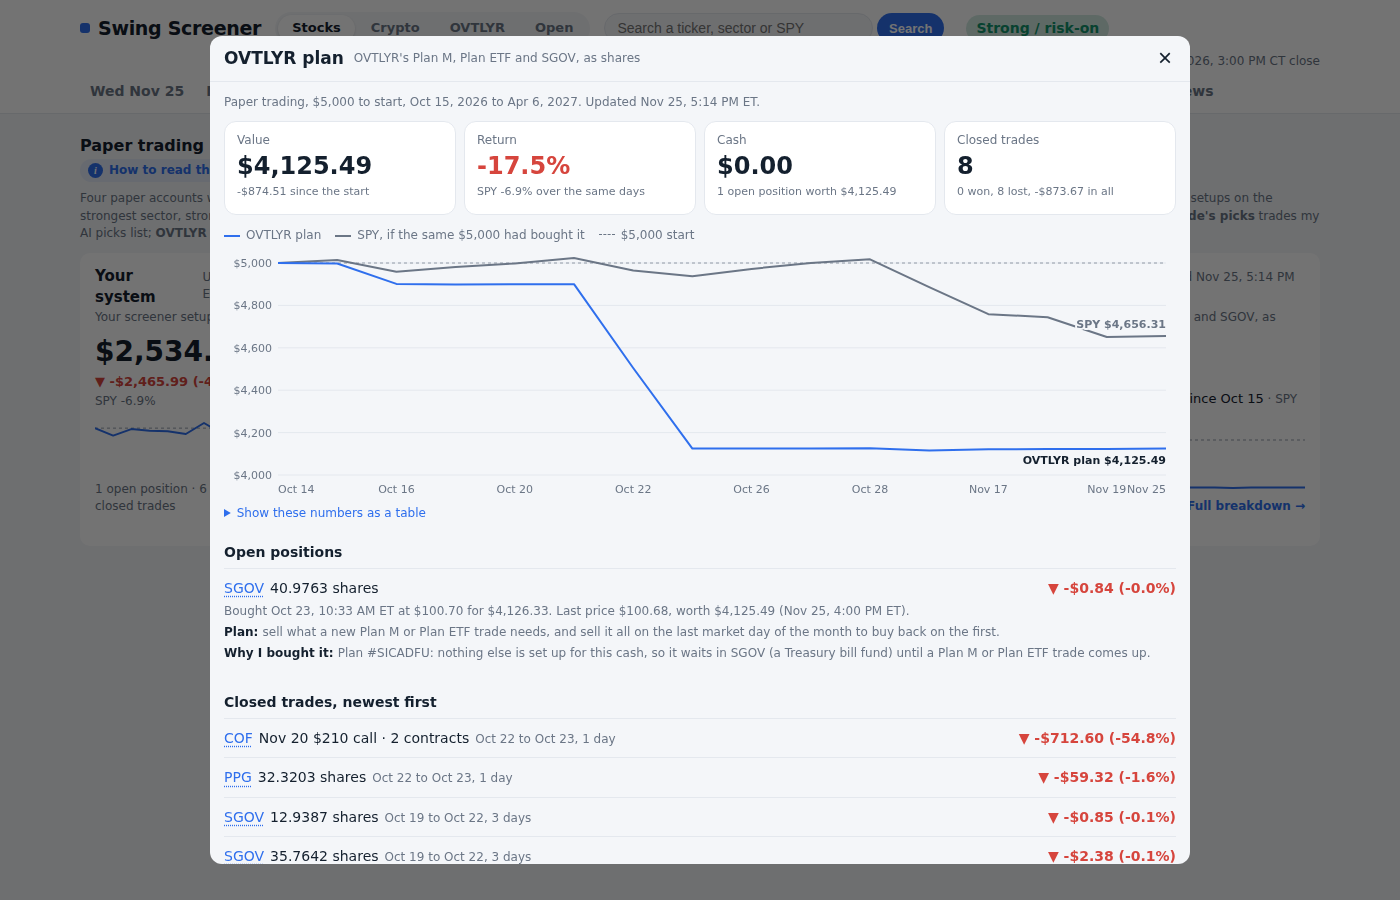 Swing Screener
Stocks Crypto OVTLYR Open
Search a ticker, sector or SPY
Search
Strong / risk-on
OVTLYR plan OVTLYR's Plan M, Plan ETF and SGOV, as shares ×
026, 3:00 PM CT close
Wed Nov 25
ews
Paper trading, $5,000 to start, Oct 15, 2026 to Apr 6, 2027. Updated Nov 25, 5:14 PM ET.
Value
$4,125.49
-$874.51 since the start
Return
-17.5%
SPY -6.9% over the same days
Cash
$0.00
1 open position worth $4,125.49
Closed trades
8
0 won, 8 lost, -$873.67 in all
Paper trading
i How to read th
Four paper accounts
setups on the
strongest sector, stro
de's picks trades my
AI picks list; OVTLYR
OVTLYR plan SPY, if the same $5,000 had bought it $5,000 start
$5,000
$4,800
$4,600
$4,400
$4,200
$4,000
SPY $4,656.31
OVTLYR plan $4,125.49
Oct 14 Oct 16 Oct 20 Oct 22 Oct 26 Oct 28 Nov 17 Nov 19 Nov 25
Your
system
Your screener setup
$2,534.
▼ -$2,465.99 (-4
SPY -6.9%
1 open position · 6
closed trades
Nov 25, 5:14 PM
and SGOV, as
ince Oct 15 · SPY
Full breakdown →
▶ Show these numbers as a table
Open positions
SGOV 40.9763 shares ▼ -$0.84 (-0.0%)
Bought Oct 23, 10:33 AM ET at $100.70 for $4,126.33. Last price $100.68, worth $4,125.49 (Nov 25, 4:00 PM ET).
Plan: sell what a new Plan M or Plan ETF trade needs, and sell it all on the last market day of the month to buy back on the first.
Why I bought it: Plan #SICADFU: nothing else is set up for this cash, so it waits in SGOV (a Treasury bill fund) until a Plan M or Plan ETF trade comes up.
Closed trades, newest first
COF Nov 20 $210 call · 2 contracts Oct 22 to Oct 23, 1 day ▼ -$712.60 (-54.8%)
PPG 32.3203 shares Oct 22 to Oct 23, 1 day ▼ -$59.32 (-1.6%)
SGOV 12.9387 shares Oct 19 to Oct 22, 3 days ▼ -$0.85 (-0.1%)
SGOV 35.7642 shares Oct 19 to Oct 22, 3 days ▼ -$2.38 (-0.1%)